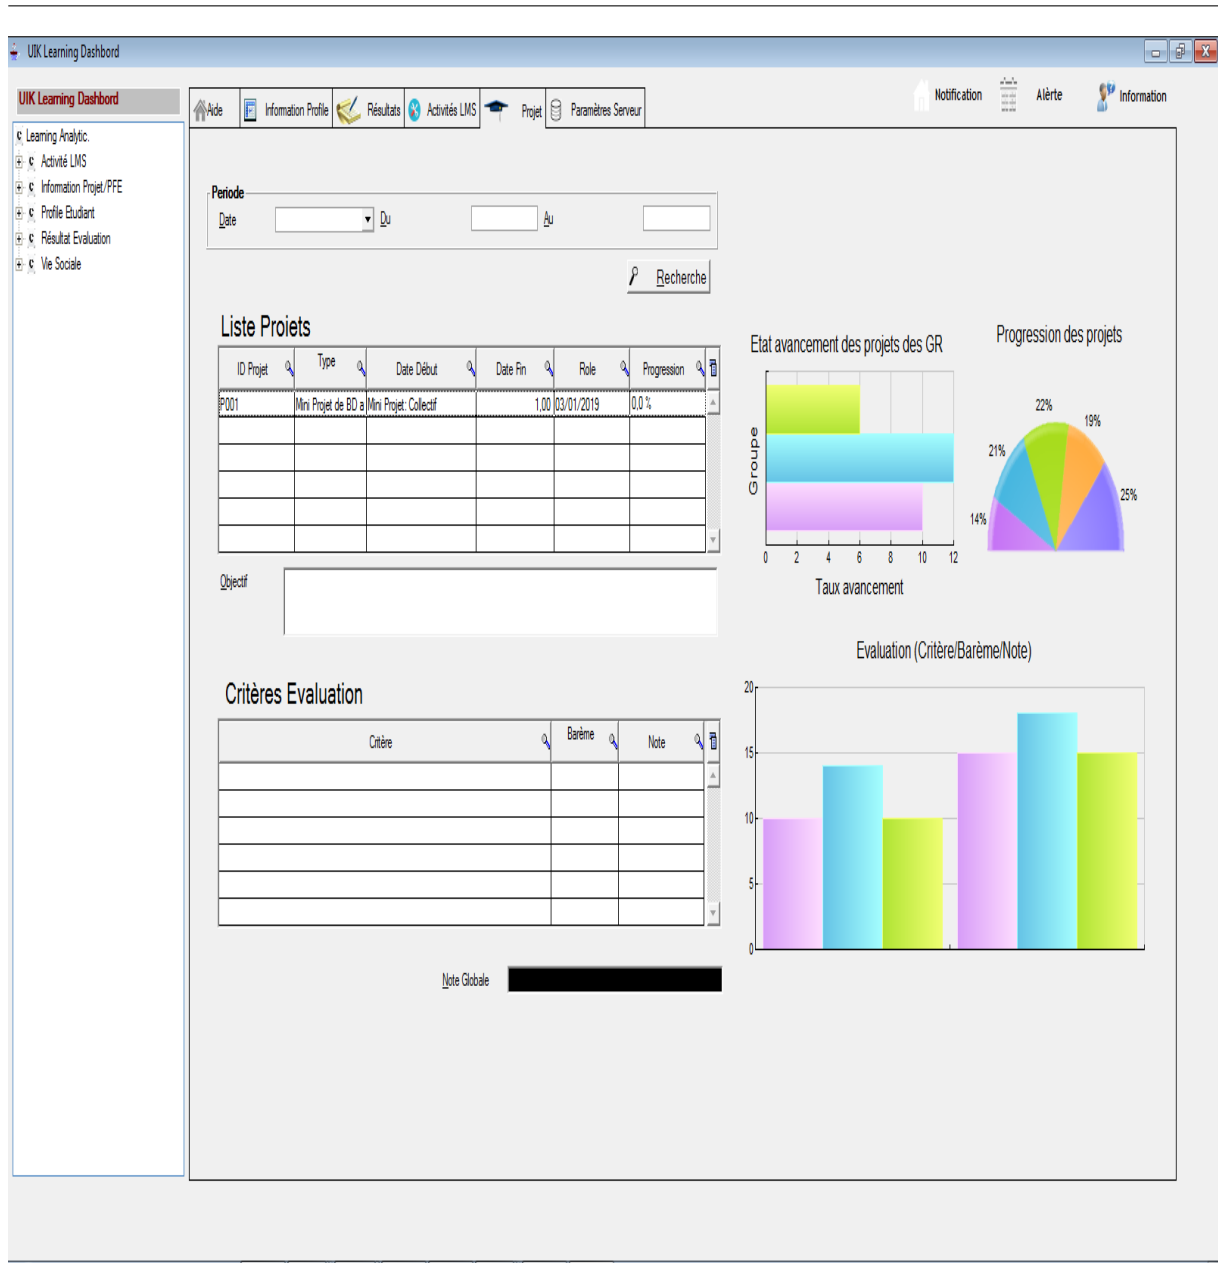 UIK Learning Dashbord
UIK Learning Dashbord
Notification
Alèrte
Information
Aide
Information Profile
Résultats
Activités LMS
Projet
Paramètres Serveur
Learning Analytic.
Activité LMS
Information Projet/PFE
Profile Etudiant
Résultat Evaluation
Vie Sociale
Periode
Date
Du
Au
Recherche
Liste Projets
ID Projet
Type
Date Début
Date Fin
Role
Progression
P001
Mini Projet de BD a
Mini Projet: Collectif
1,00
03/01/2019
0,0 %
Objectif
Etat avancement des projets des GR
Groupe
0 2 4 6 8 10 12
Taux avancement
Progression des projets
14%
21%
22%
19%
25%
Critères Evaluation
Critère
Barème
Note
Note Globale
Evaluation (Critère/Barème/Note)
20
15
10
5
0